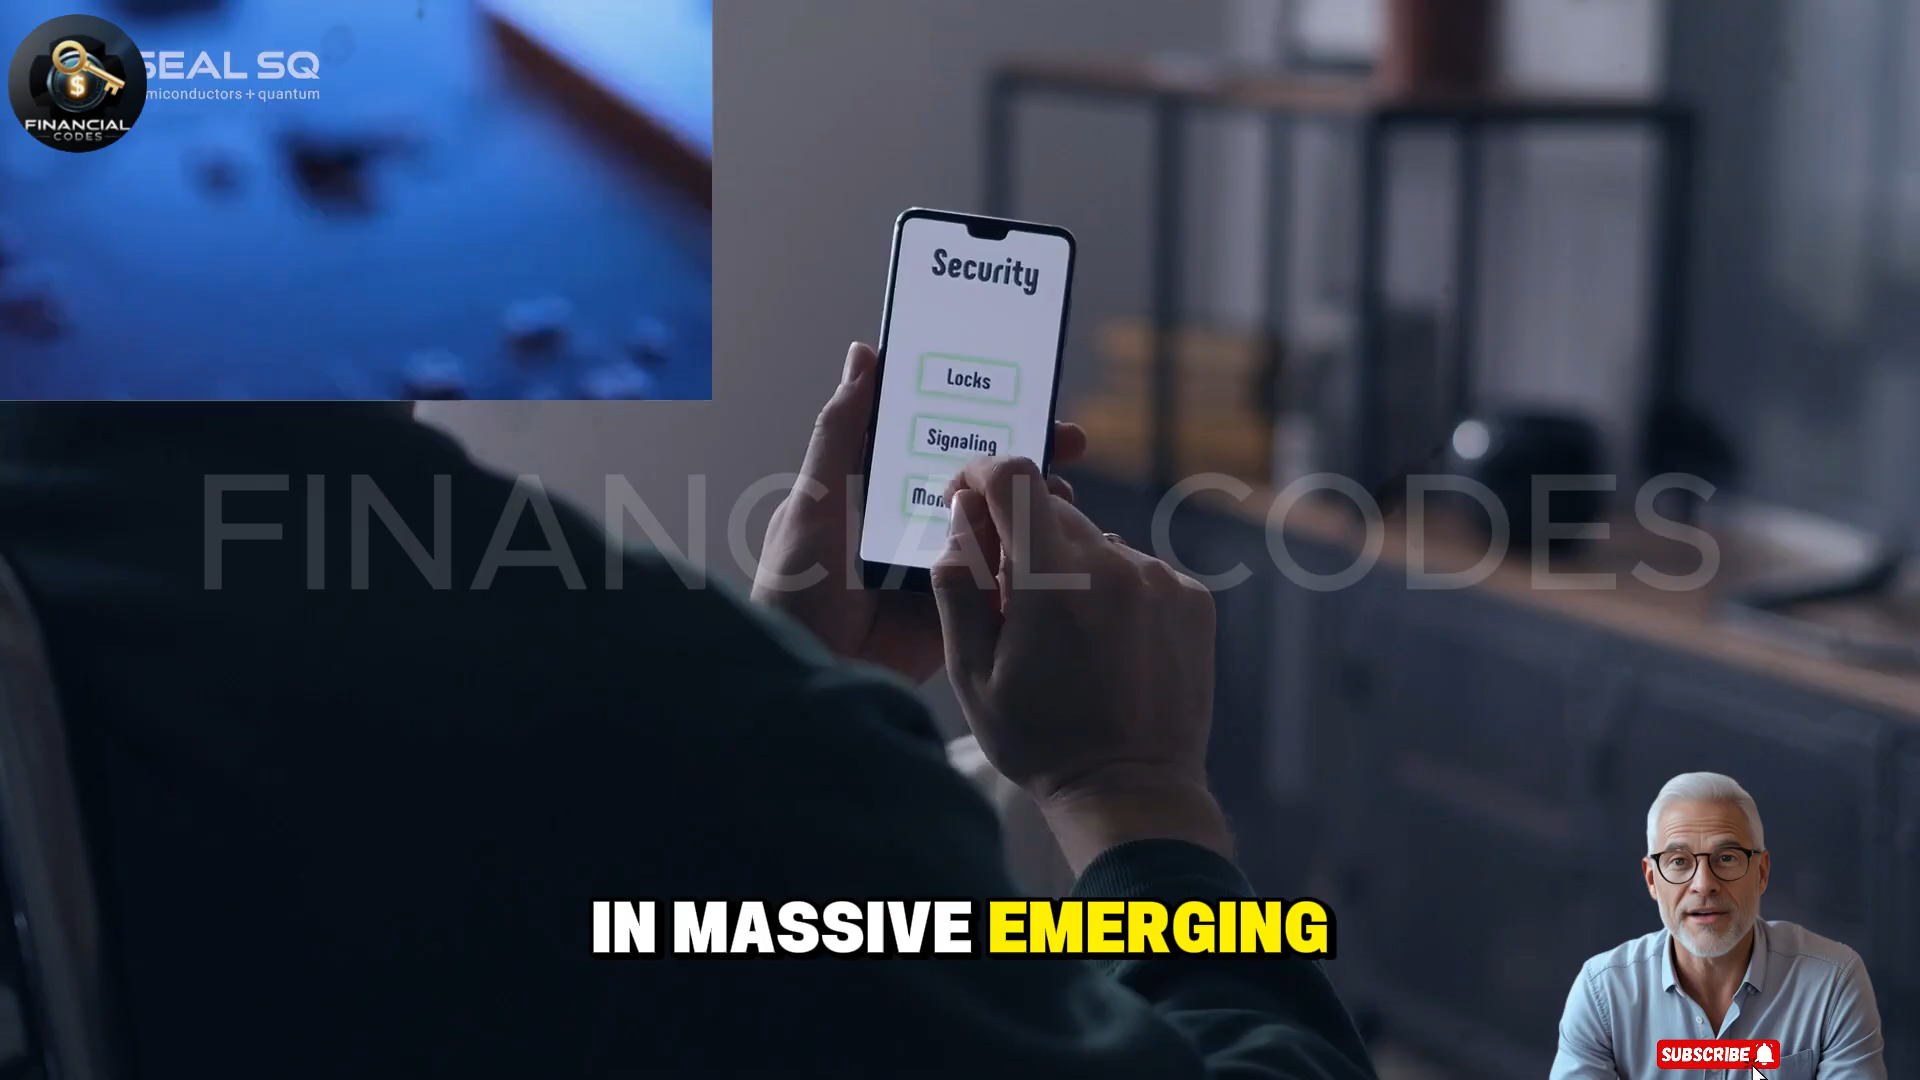 SEAL SQ
miconductors+quantum
FINANCIAL
CODES
Security
Locks
Signaling
Mon
FINANCIAL CODES
IN MASSIVE EMERGING
SUBSCRIBE